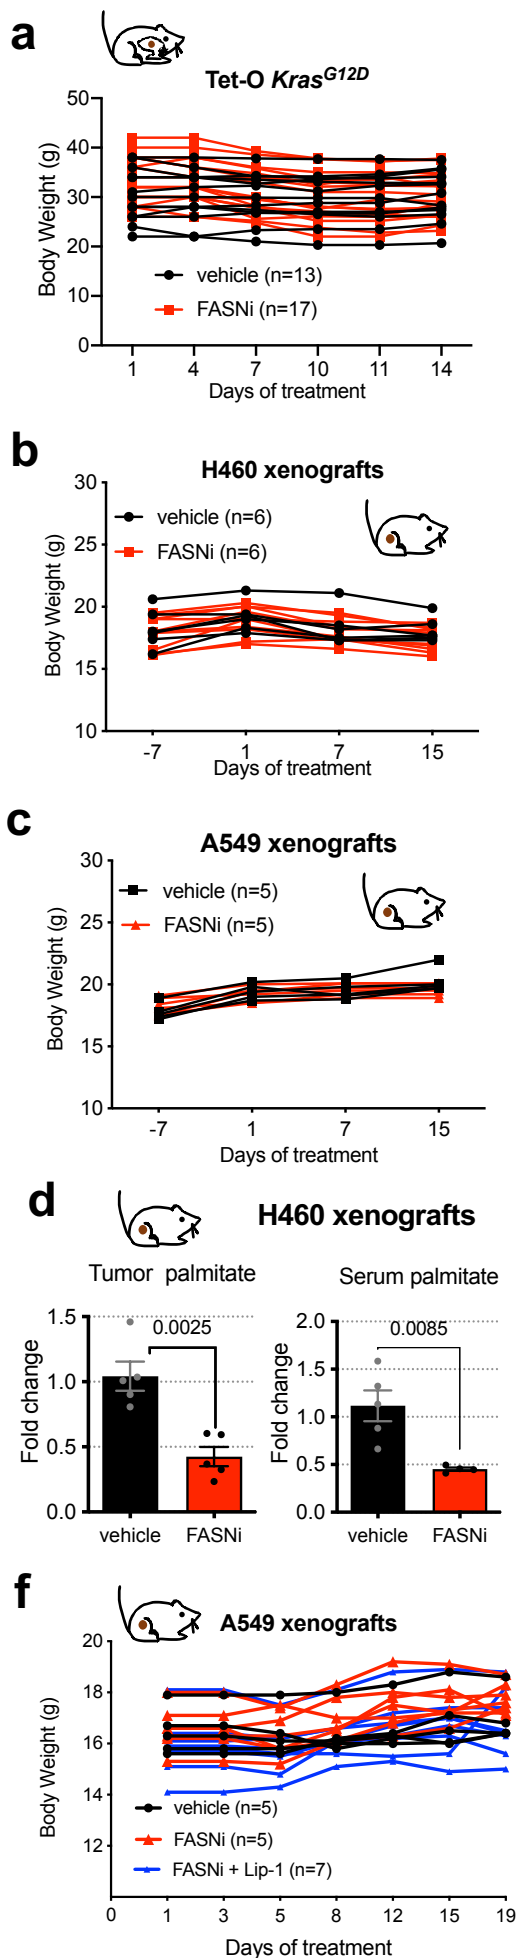 a
Tet-O Kras^G12D
Body Weight (g)
50
40
30
20
10
0
vehicle (n=13)
FASNi (n=17)
1 4 7 10 11 14
Days of treatment
b
H460 xenografts
Body Weight (g)
30
25
20
15
10
vehicle (n=6)
FASNi (n=6)
-7 1 7 15
Days of treatment
c
A549 xenografts
Body Weight (g)
30
25
20
15
10
vehicle (n=5)
FASNi (n=5)
-7 1 7 15
Days of treatment
d
H460 xenografts
Tumor palmitate
Fold change
1.5
1.0
0.5
0.0
0.0025
vehicle FASNi
Serum palmitate
Fold change
2.0
1.5
1.0
0.5
0.0
0.0085
vehicle FASNi
f
A549 xenografts
Body Weight (g)
20
18
16
14
12
vehicle (n=5)
FASNi (n=5)
FASNi + Lip-1 (n=7)
0 1 3 5 8 12 15 19
Days of treatment